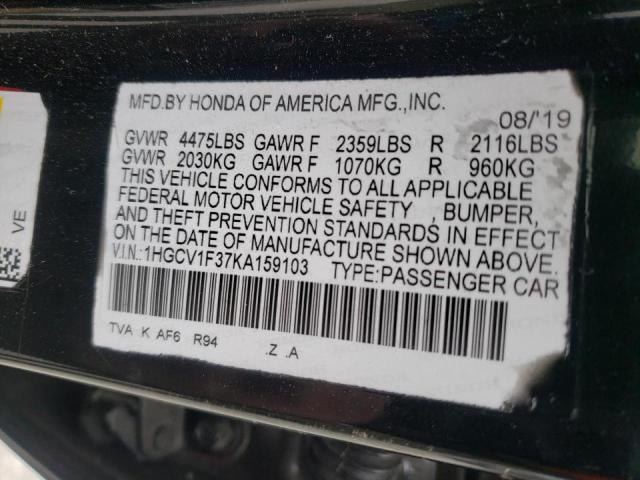 MFD.BY HONDA OF AMERICA MFG.,INC.
08/'19
GVWR 4475LBS GAWR F 2359LBS R 2116LBS
GVWR 2030KG GAWR F 1070KG R 960KG
THIS VEHICLE CONFORMS TO ALL APPLICABLE
FEDERAL MOTOR VEHICLE SAFETY , BUMPER,
AND THEFT PREVENTION STANDARDS IN EFFECT
ON THE DATE OF MANUFACTURE SHOWN ABOVE.
V.I.N.:1HGCV1F37KA159103 TYPE:PASSENGER CAR
TVA K AF6 R94 .Z .A
VE